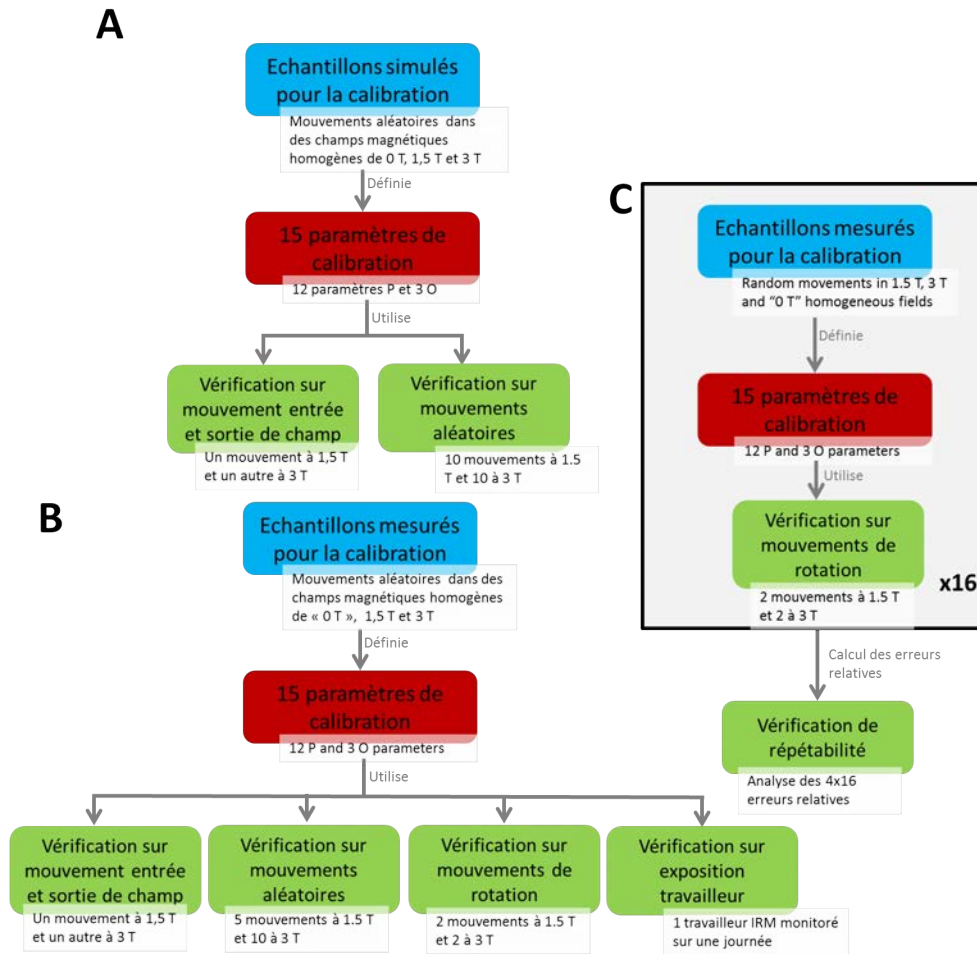 A
Echantillons simulés
pour la calibration
Mouvements aléatoires dans
des champs magnétiques
homogènes de 0 T, 1,5 T et 3 T
Définie
15 paramètres de
calibration
12 paramètres P et 3 O
Utilise
Vérification sur
mouvement entrée
et sortie de champ
Un mouvement à 1,5 T
et un autre à 3 T
Vérification sur
mouvements
aléatoires
10 mouvements à 1.5
T et 10 à 3 T
B
Echantillons mesurés
pour la calibration
Mouvements aléatoires dans des
champs magnétiques homogènes
de « 0 T », 1,5 T et 3 T
Définie
15 paramètres de
calibration
12 P and 3 O parameters
Utilise
Vérification sur
mouvement entrée
et sortie de champ
Un mouvement à 1,5 T
et un autre à 3 T
Vérification sur
mouvements
aléatoires
5 mouvements à 1.5 T
et 10 à 3 T
Vérification sur
mouvements de
rotation
2 mouvements à 1.5 T
et 2 à 3 T
Vérification sur
exposition
travailleur
1 travailleur IRM monitoré
sur une journée
C
Echantillons mesurés
pour la calibration
Random movements in 1.5 T, 3 T
and “0 T” homogeneous fields
Définie
15 paramètres de
calibration
12 P and 3 O parameters
Utilise
Vérification sur
mouvements de
rotation
2 mouvements à 1.5 T
et 2 à 3 T
x16
Calcul des erreurs
relatives
Vérification de
répétabilité
Analyse des 4x16
erreurs relatives